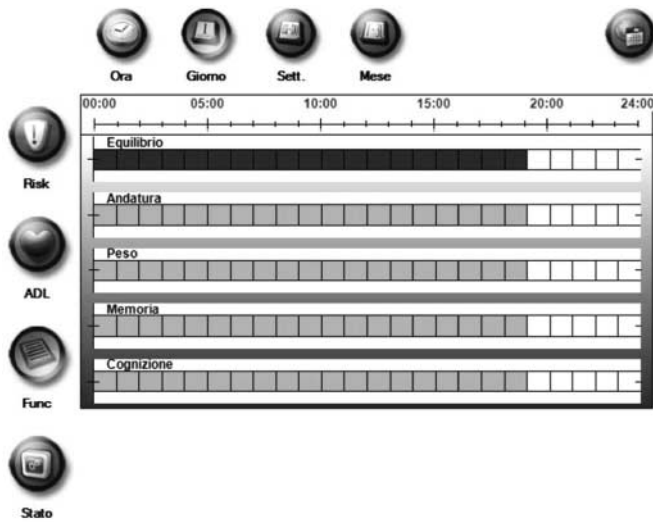 Ora Giorno Sett. Mese
00:00 05:00 10:00 15:00 20:00 24:00
Equilibrio
Risk
Andatura
Peso
ADL
Memoria
Cognizione
Func
Stato